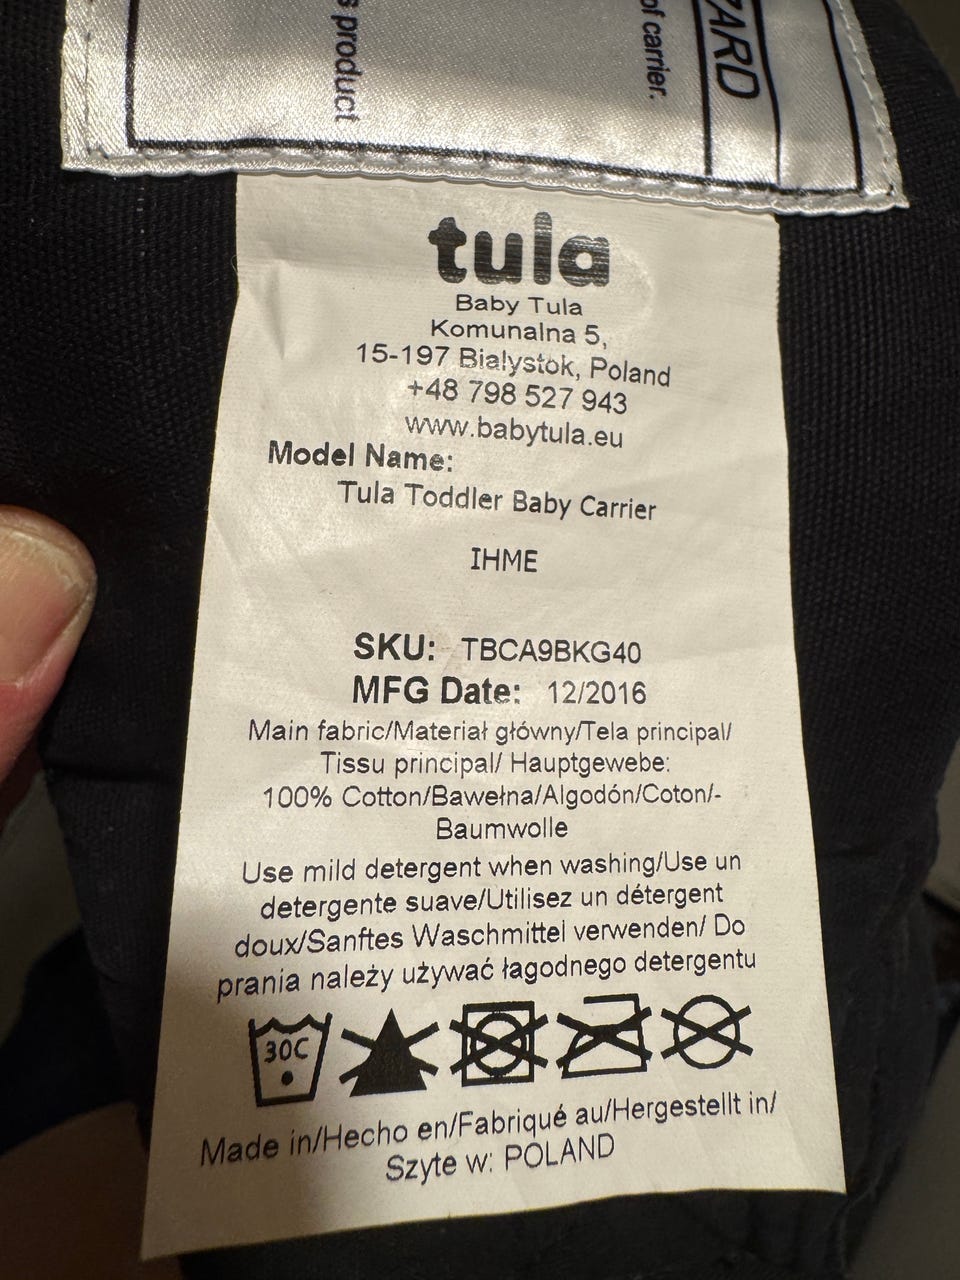 s product
of carrier.
ZARD
tula
Baby Tula
Komunalna 5,
15-197 Bialystok, Poland
+48 798 527 943
www.babytula.eu
Model Name:
Tula Toddler Baby Carrier
IHME
SKU: TBCA9BKG40
MFG Date: 12/2016
Main fabric/Materiał główny/Tela principal/
Tissu principal/ Hauptgewebe:
100% Cotton/Bawełna/Algodón/Coton/-
Baumwolle
Use mild detergent when washing/Use un
detergente suave/Utilisez un détergent
doux/Sanftes Waschmittel verwenden/ Do
prania należy używać łagodnego detergentu
30C
Made in/Hecho en/Fabriqué au/Hergestellt in/
Szyte w: POLAND